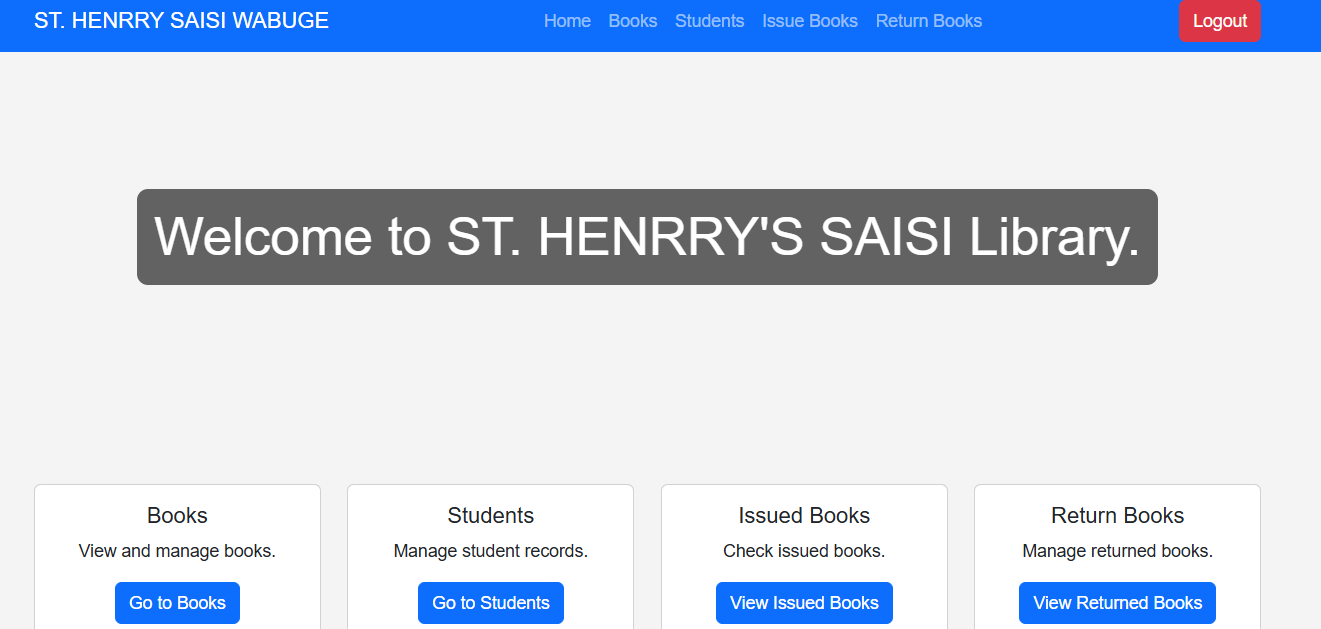 ST. HENRRY SAISI WABUGE
Home Books Students Issue Books Return Books
Logout
Welcome to ST. HENRRY'S SAISI Library.
Books
View and manage books.
Go to Books
Students
Manage student records.
Go to Students
Issued Books
Check issued books.
View Issued Books
Return Books
Manage returned books.
View Returned Books